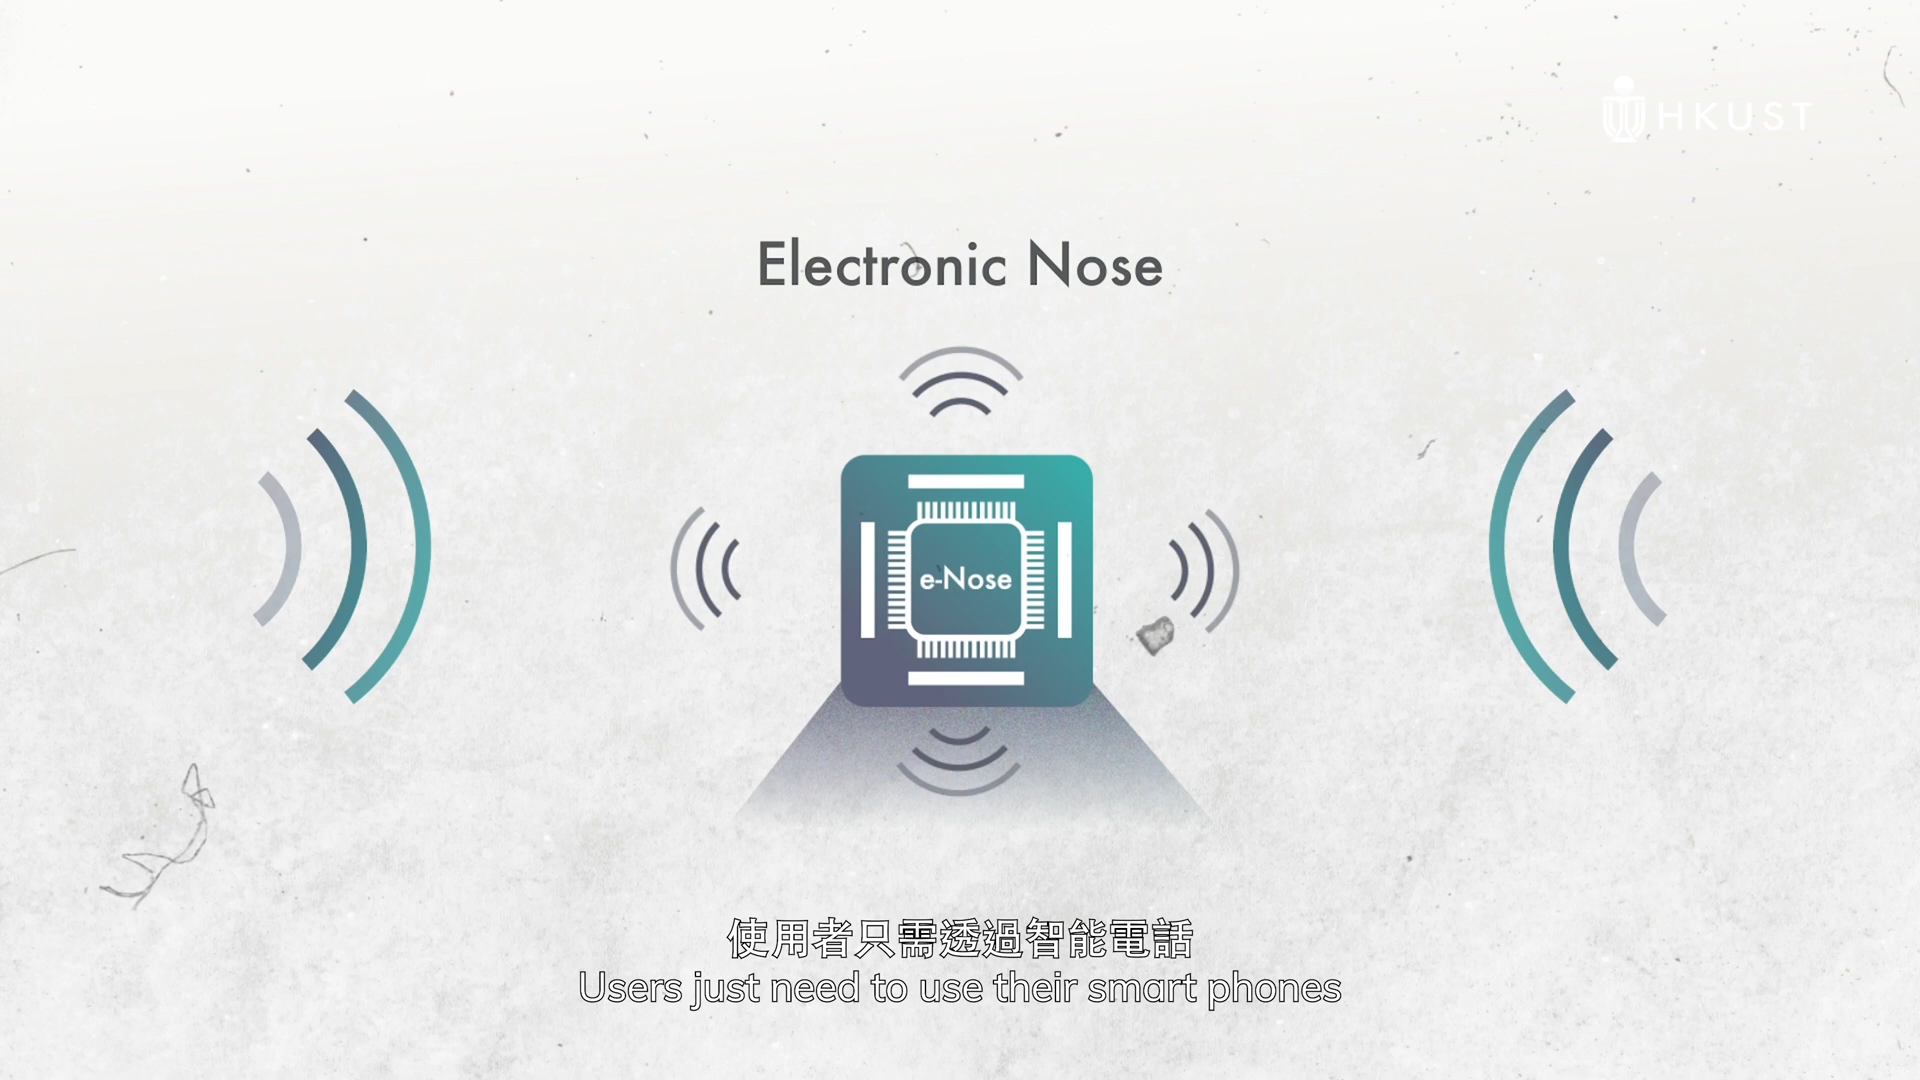 HKUST
Electronic Nose
e-Nose
使用者只需透過智能電話
Users just need to use their smart phones